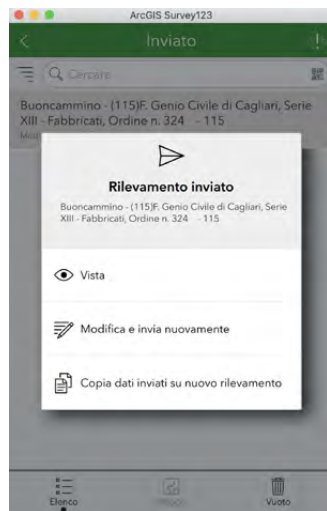 ArcGIS Survey123
Inviato
Cercare
Buoncammino - (115)F. Genio Civile di Cagliari, Serie
XIII - Fabbricati, Ordine n. 324 - 115
Rilevamento inviato
Buoncammino - (115)F. Genio Civile di Cagliari, Serie
XIII - Fabbricati, Ordine n. 324 - 115
Vista
Modifica e invia nuovamente
Copia dati inviati su nuovo rilevamento
Elenco
Vuoto